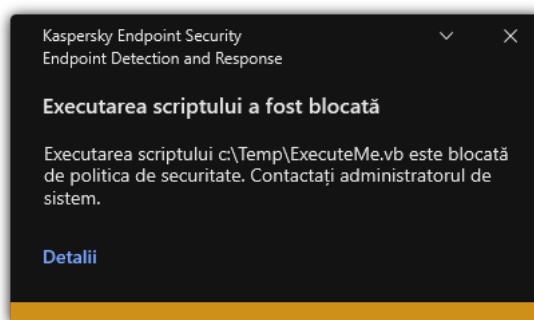 Kaspersky Endpoint Security
Endpoint Detection and Response
Executarea scriptului a fost blocată
Executarea scriptului c:\Temp\ExecuteMe.vb este blocată
de politica de securitate. Contactați administratorul de
sistem.
Detalii